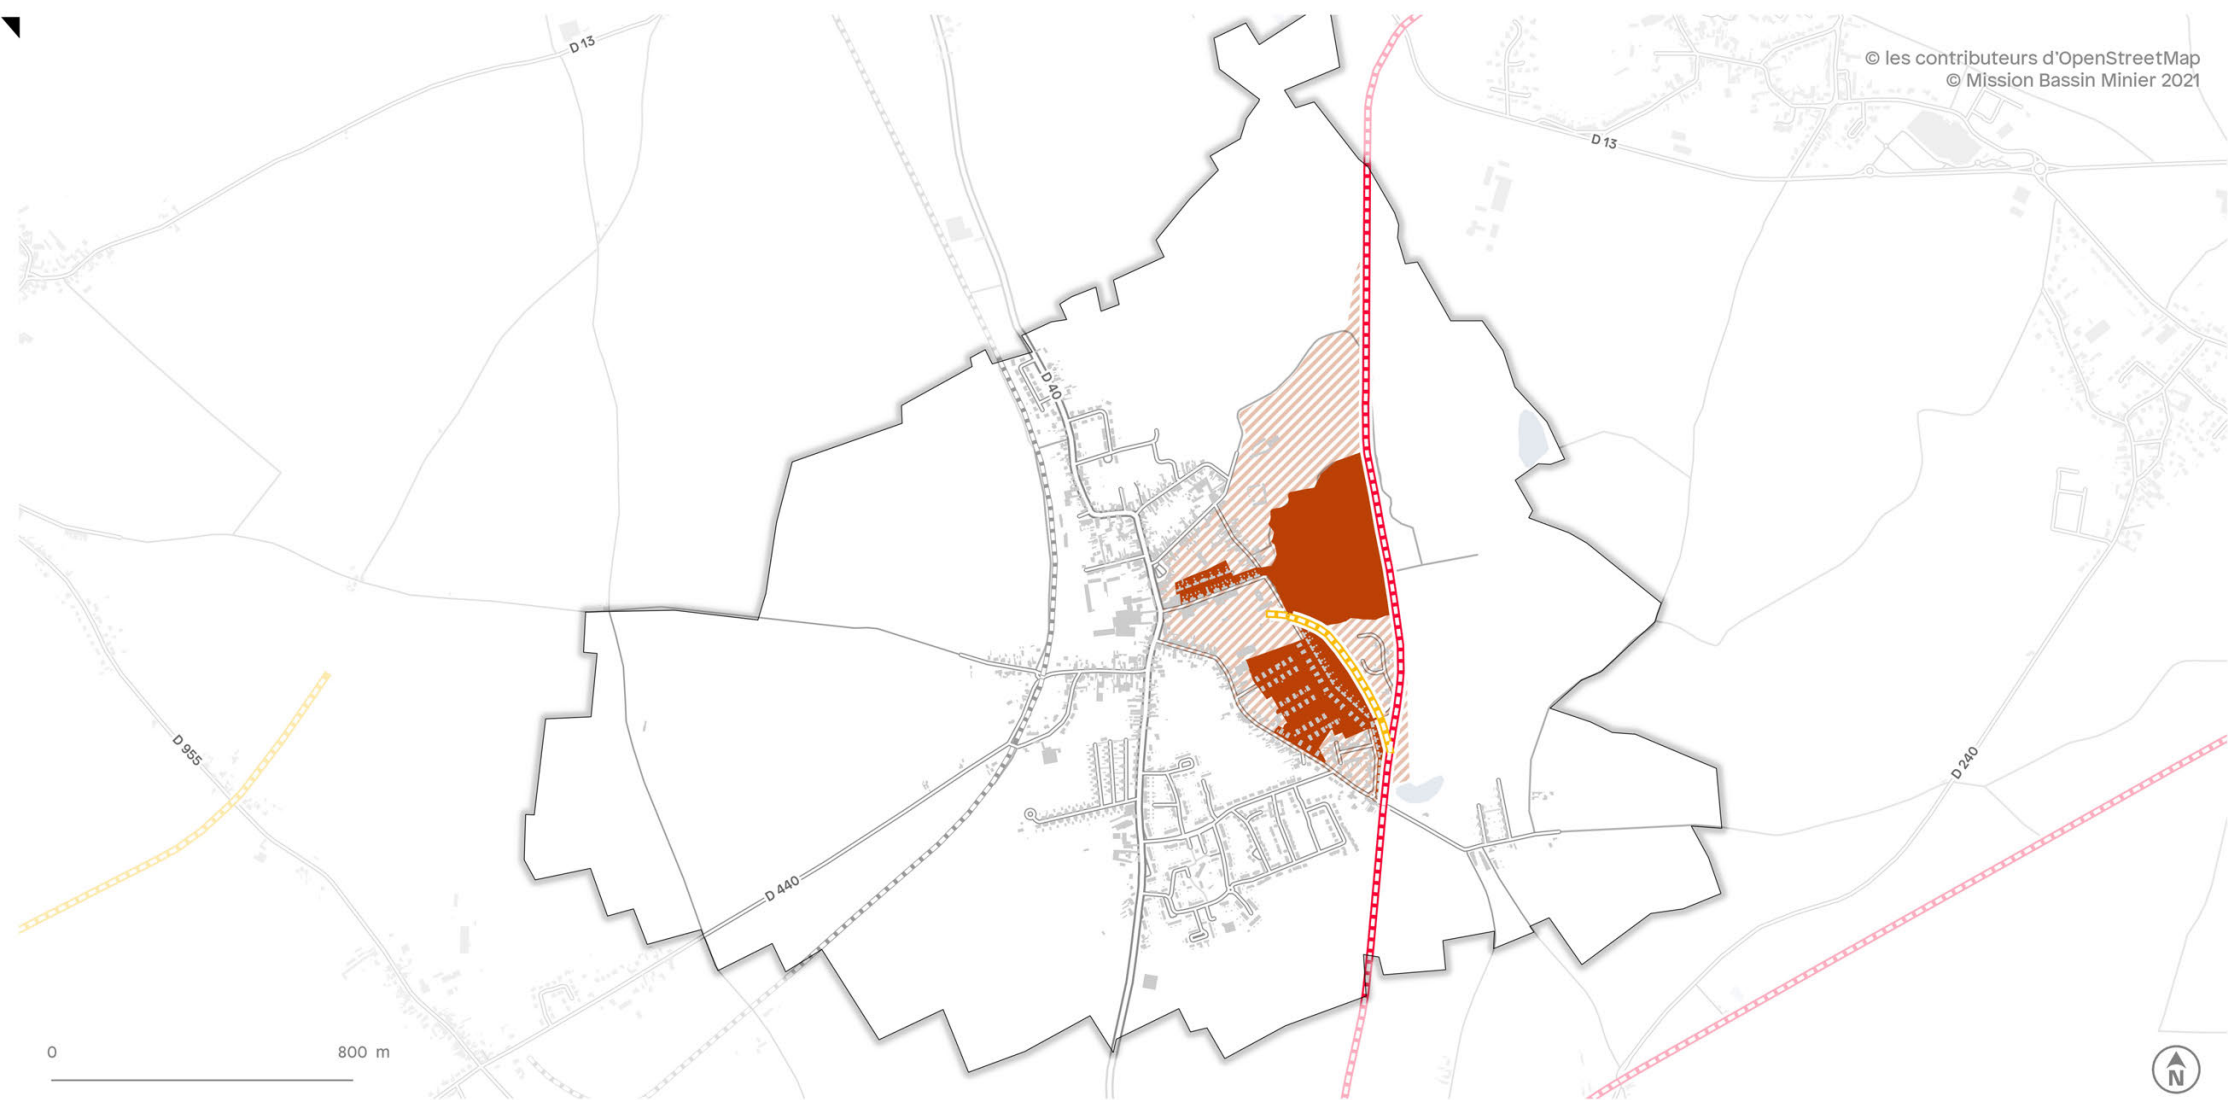 D 13
© les contributeurs d'OpenStreetMap
© Mission Bassin Minier 2021
D 13
D 40
D 955
D 240
D 440
0
800 m
N